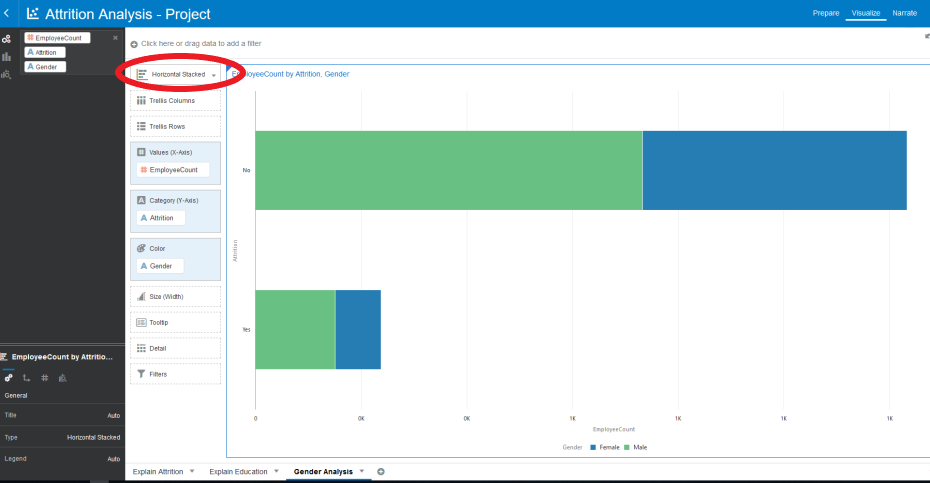 Attrition Analysis - Project
Prepare Visualize Narrate
EmployeeCount
A Attrition
A Gender
Click here or drag data to add a filter
Horizontal Stacked
EmployeeCount by Attrition, Gender
Trellis Columns
Trellis Rows
Values (X-Axis)
EmployeeCount
Category (Y-Axis)
A Attrition
Color
A Gender
Size (Width)
Tooltip
Detail
Filters
No
Attrition
Yes
0 0K 0K 1K 1K 1K 1K
EmployeeCount
Gender Female Male
EmployeeCount by Attritio...
General
Title Auto
Type Horizontal Stacked
Legend Auto
Explain Attrition Explain Education Gender Analysis